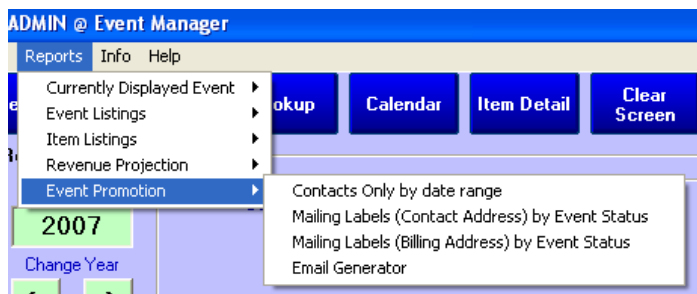 ADMIN @ Event Manager
Reports Info Help
Currently Displayed Event
Event Listings
Item Listings
Revenue Projection
Event Promotion
Calendar
Item Detail
Clear
Screen
Contacts Only by date range
Mailing Labels (Contact Address) by Event Status
Mailing Labels (Billing Address) by Event Status
Email Generator
2007
Change Year